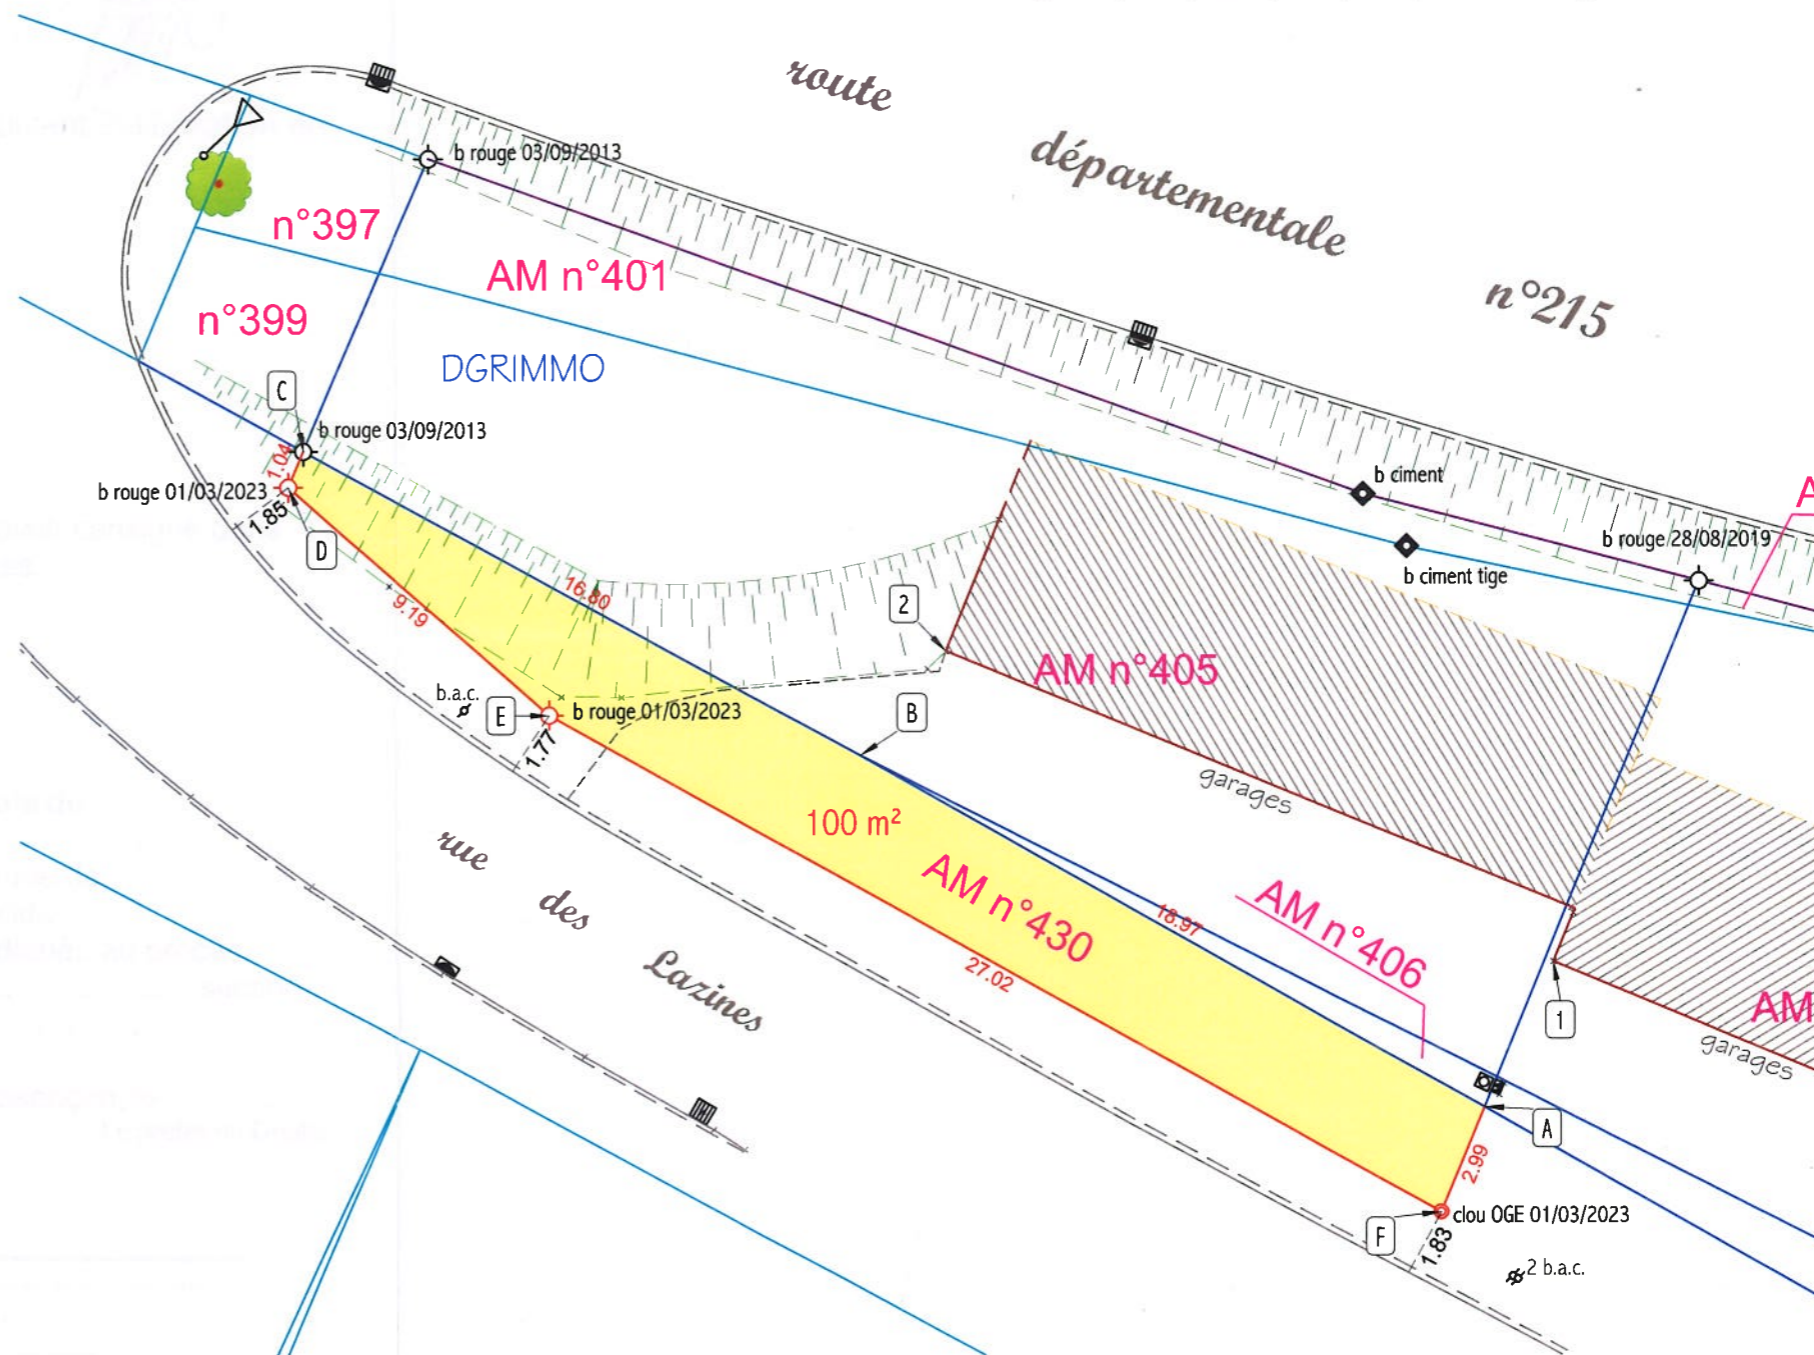 route
départementale
n°215
b rouge 03/09/2013
n°397
AM n°401
n°399
DGRIMMO
C
b rouge 03/09/2013
1.04
b rouge 01/03/2023
1.85
D
b ciment
A
b rouge 28/08/2019
b ciment tige
2
16.80
9.19
AM n°405
b.a.c.
E
b rouge 01/03/2023
B
1.77
garages
100 m²
rue
des
Lazines
AM n°430
18.97
AM n°406
27.02
1
AM
garages
A
2.99
F
clou OGE 01/03/2023
1.83
2 b.a.c.